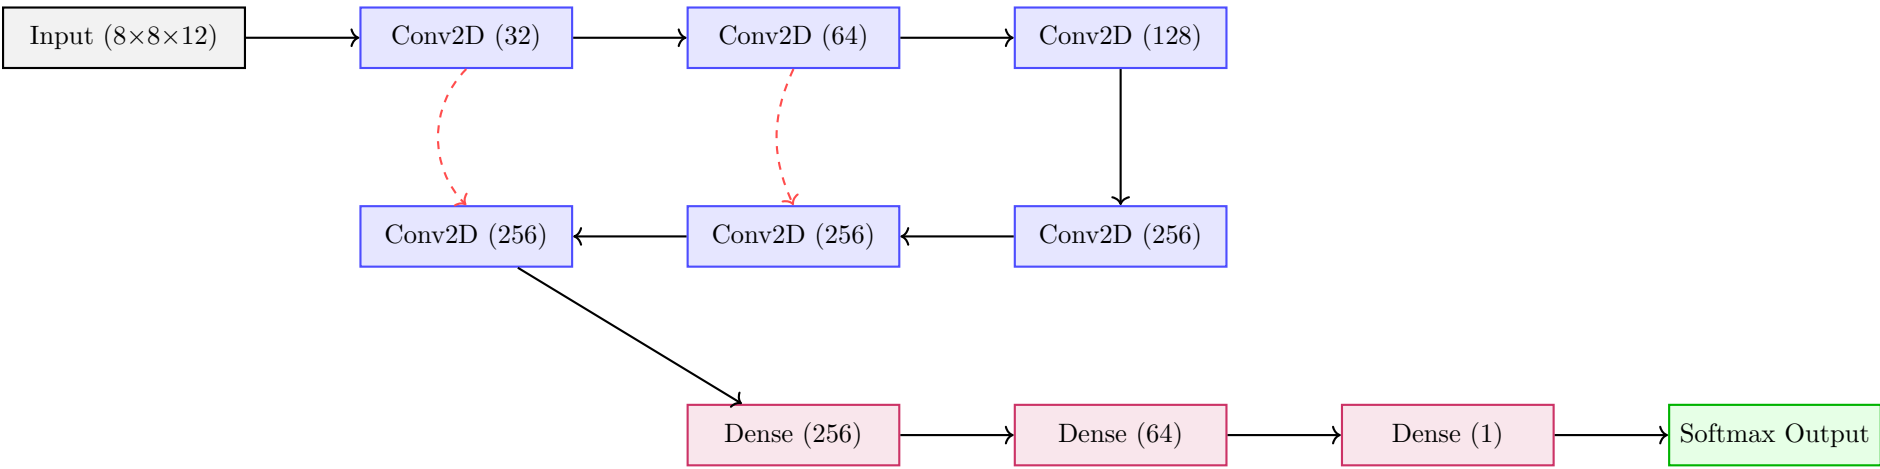 Input (8×8×12)
Conv2D (32)
Conv2D (64)
Conv2D (128)
Conv2D (256)
Conv2D (256)
Conv2D (256)
Dense (256)
Dense (64)
Dense (1)
Softmax Output